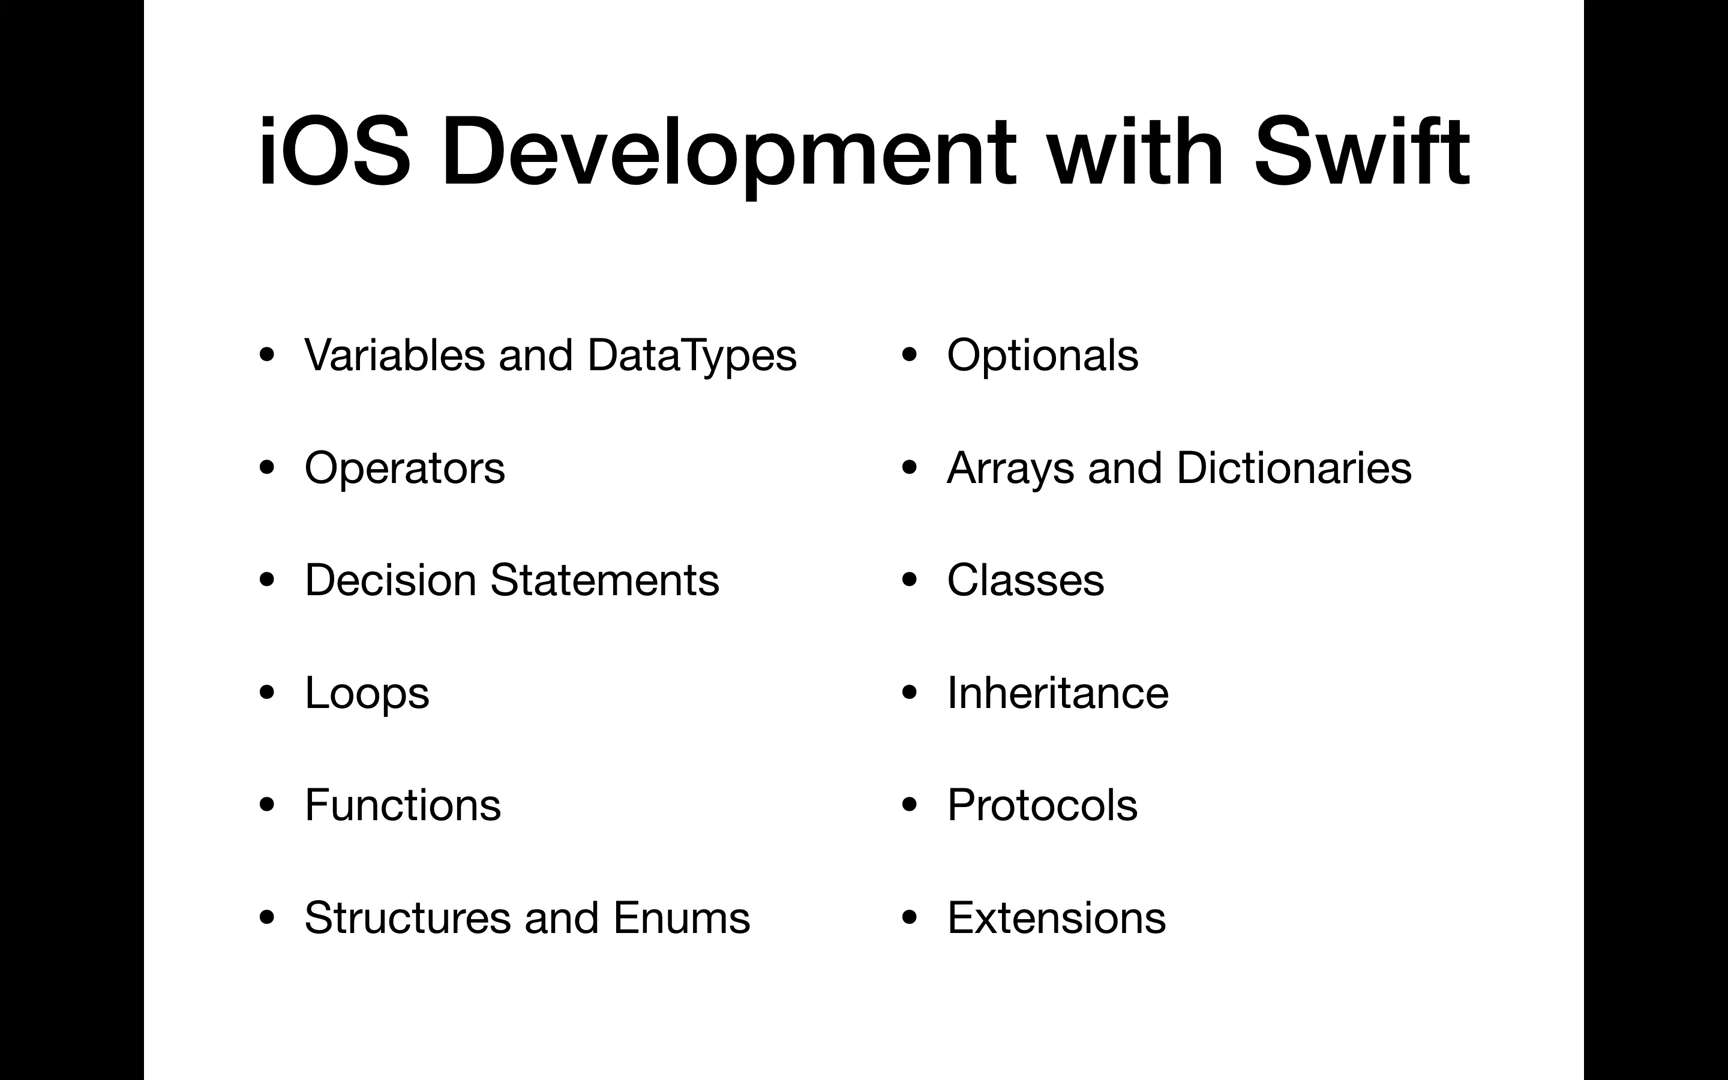 iOS Development with Swift
• Variables and DataTypes
• Operators
• Decision Statements
• Loops
• Functions
• Structures and Enums
• Optionals
• Arrays and Dictionaries
• Classes
• Inheritance
• Protocols
• Extensions